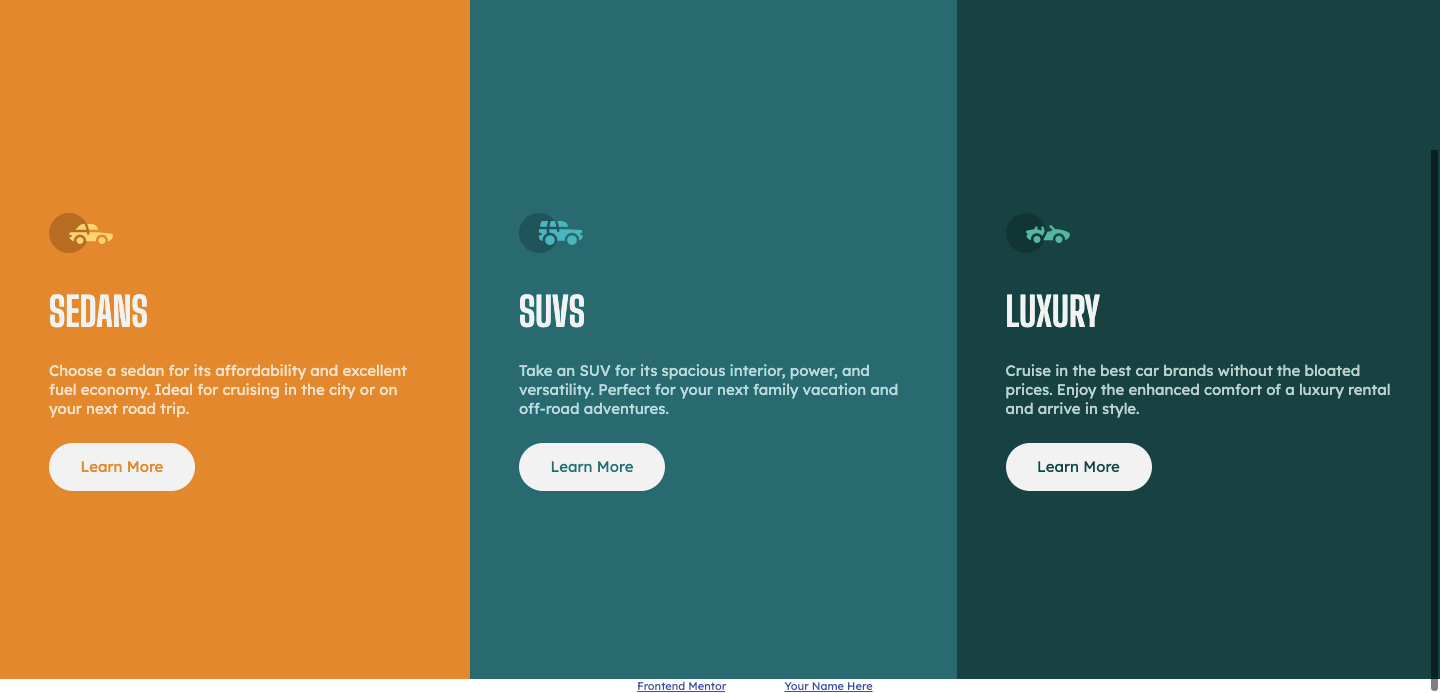 SEDANS
Choose a sedan for its affordability and excellent
fuel economy. Ideal for cruising in the city or on
your next road trip.
Learn More
SUVS
Take an SUV for its spacious interior, power, and
versatility. Perfect for your next family vacation and
off-road adventures.
Learn More
LUXURY
Cruise in the best car brands without the bloated
prices. Enjoy the enhanced comfort of a luxury rental
and arrive in style.
Learn More
Frontend Mentor
Your Name Here